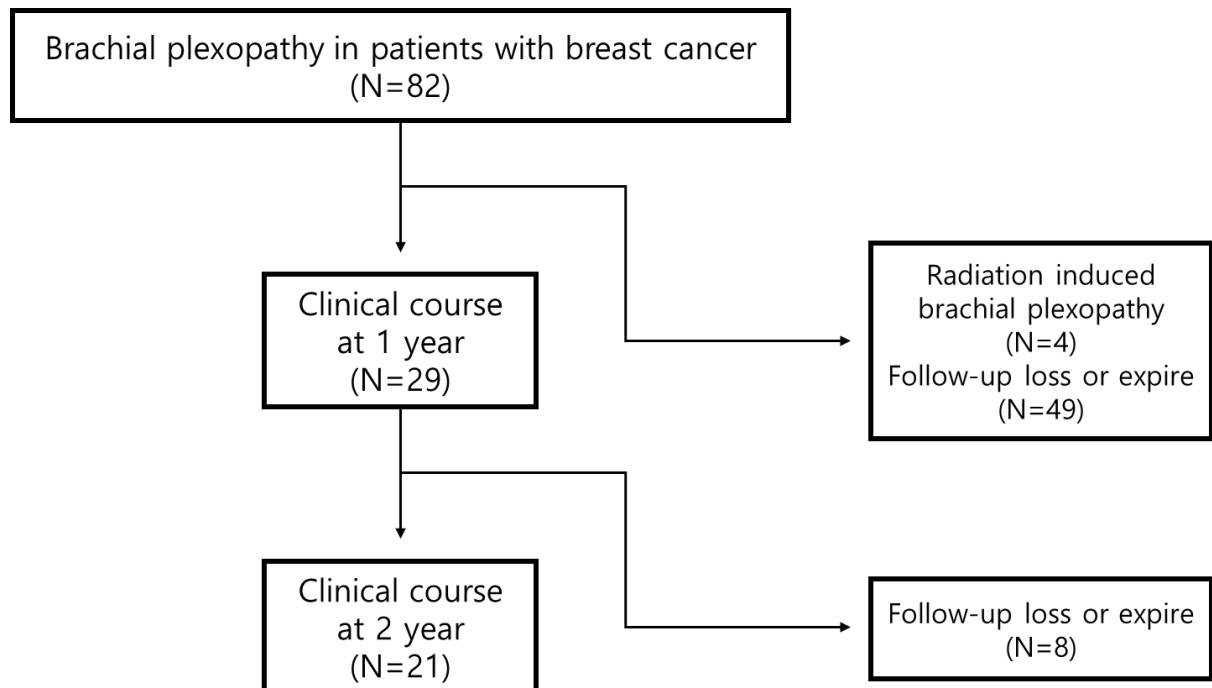 Brachial plexopathy in patients with breast cancer
(N=82)
Clinical course
at 1 year
(N=29)
Radiation induced
brachial plexopathy
(N=4)
Follow-up loss or expire
(N=49)
Clinical course
at 2 year
(N=21)
Follow-up loss or expire
(N=8)